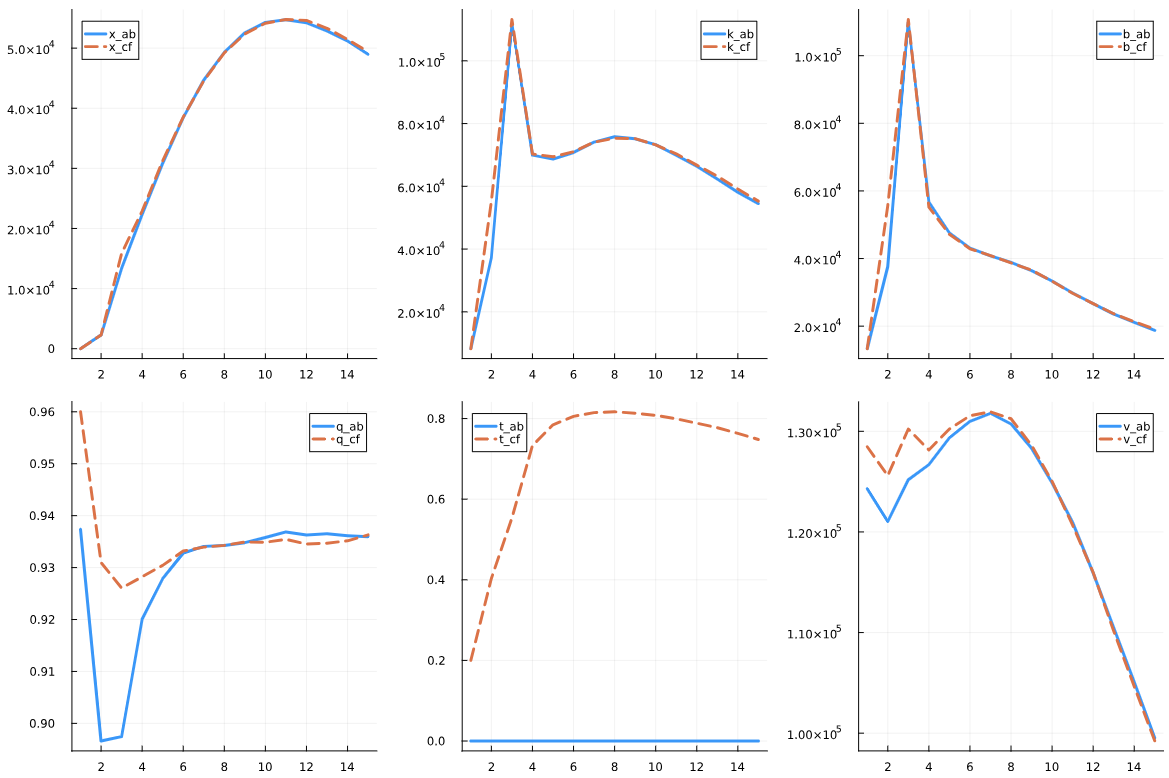 x_ab
x_cf
5.0×10⁴
4.0×10⁴
3.0×10⁴
2.0×10⁴
1.0×10⁴
0
2 4 6 8 10 12 14
k_ab
k_cf
1.0×10⁵
8.0×10⁴
6.0×10⁴
4.0×10⁴
2.0×10⁴
2 4 6 8 10 12 14
b_ab
b_cf
1.0×10⁵
8.0×10⁴
6.0×10⁴
4.0×10⁴
2.0×10⁴
2 4 6 8 10 12 14
q_ab
q_cf
0.96
0.95
0.94
0.93
0.92
0.91
0.90
2 4 6 8 10 12 14
t_ab
t_cf
0.8
0.6
0.4
0.2
0.0
2 4 6 8 10 12 14
v_ab
v_cf
1.30×10⁵
1.20×10⁵
1.10×10⁵
1.00×10⁵
2 4 6 8 10 12 14